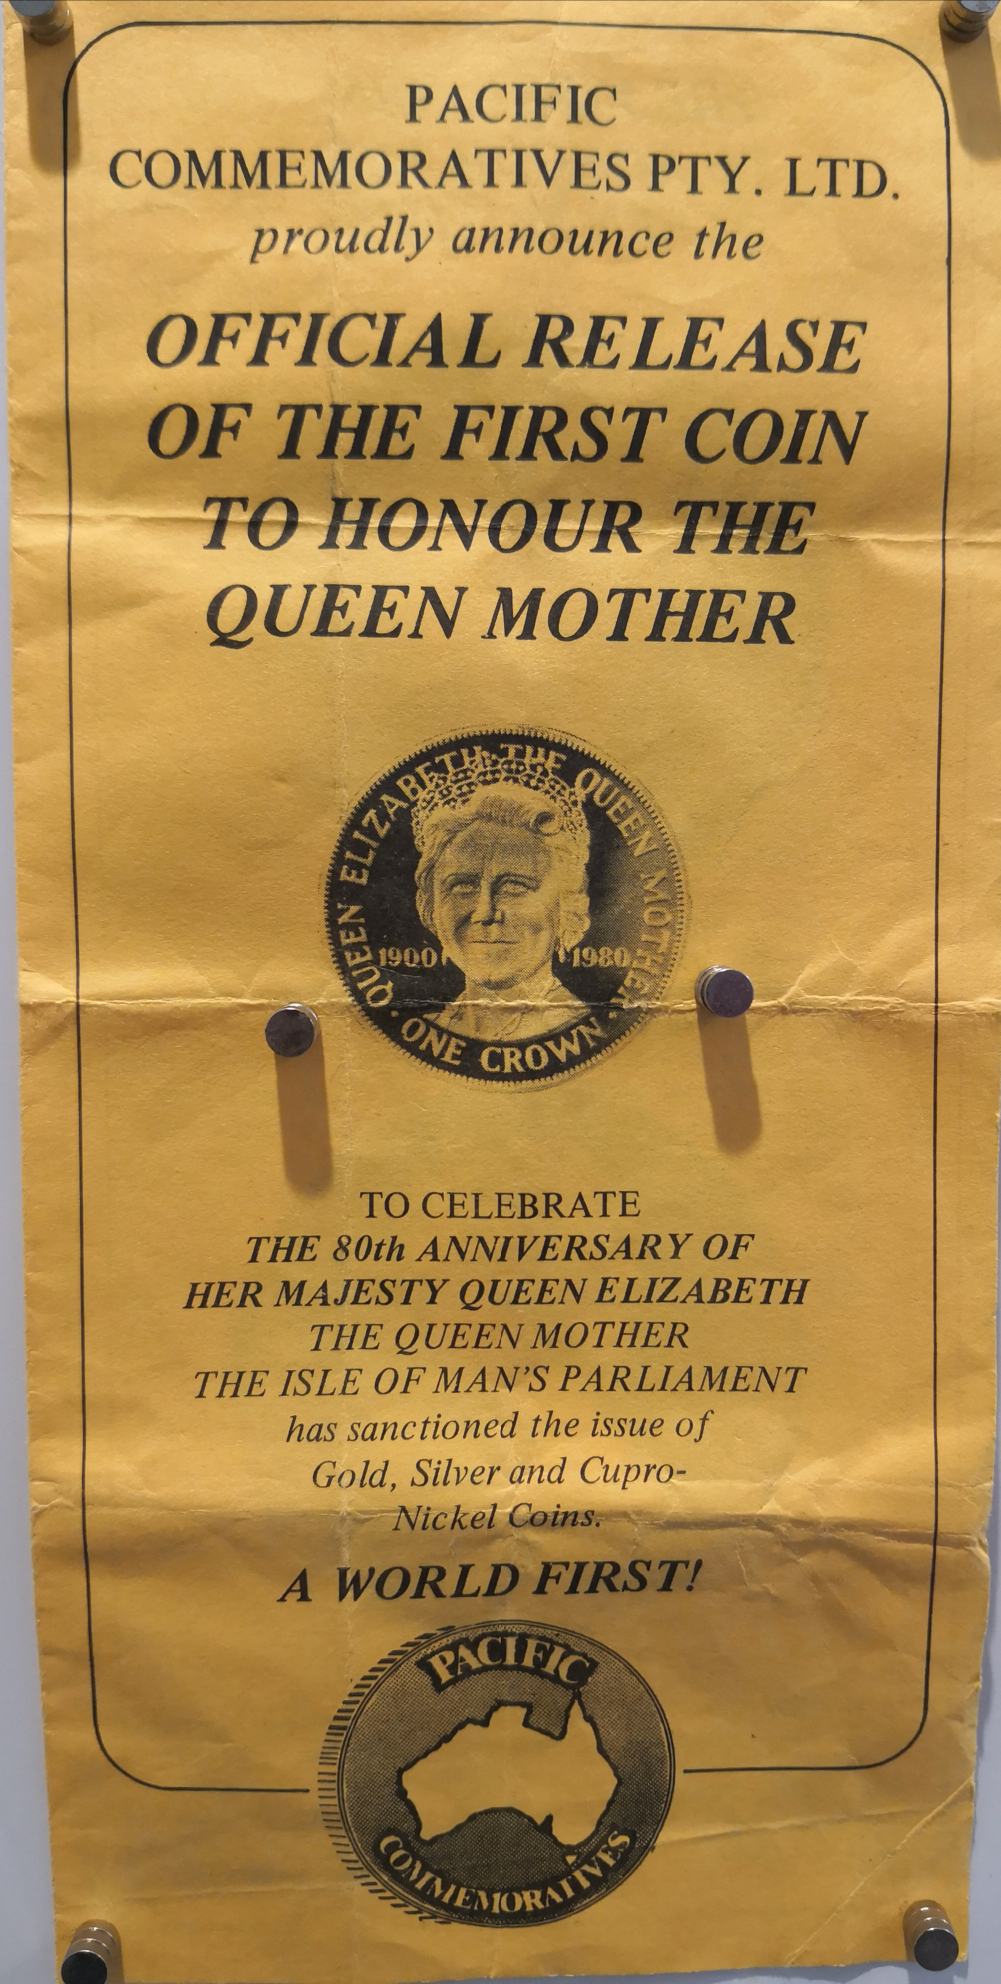 PACIFIC
COMMEMORATIVES PTY. LTD.
proudly announce the
OFFICIAL RELEASE
OF THE FIRST COIN
TO HONOUR THE
QUEEN MOTHER
QUEEN ELIZABETH · THE QUEEN MOTHER
1900 1980
· ONE CROWN ·
TO CELEBRATE
THE 80th ANNIVERSARY OF
HER MAJESTY QUEEN ELIZABETH
THE QUEEN MOTHER
THE ISLE OF MAN'S PARLIAMENT
has sanctioned the issue of
Gold, Silver and Cupro-
Nickel Coins.
A WORLD FIRST!
PACIFIC
COMMEMORATIVES